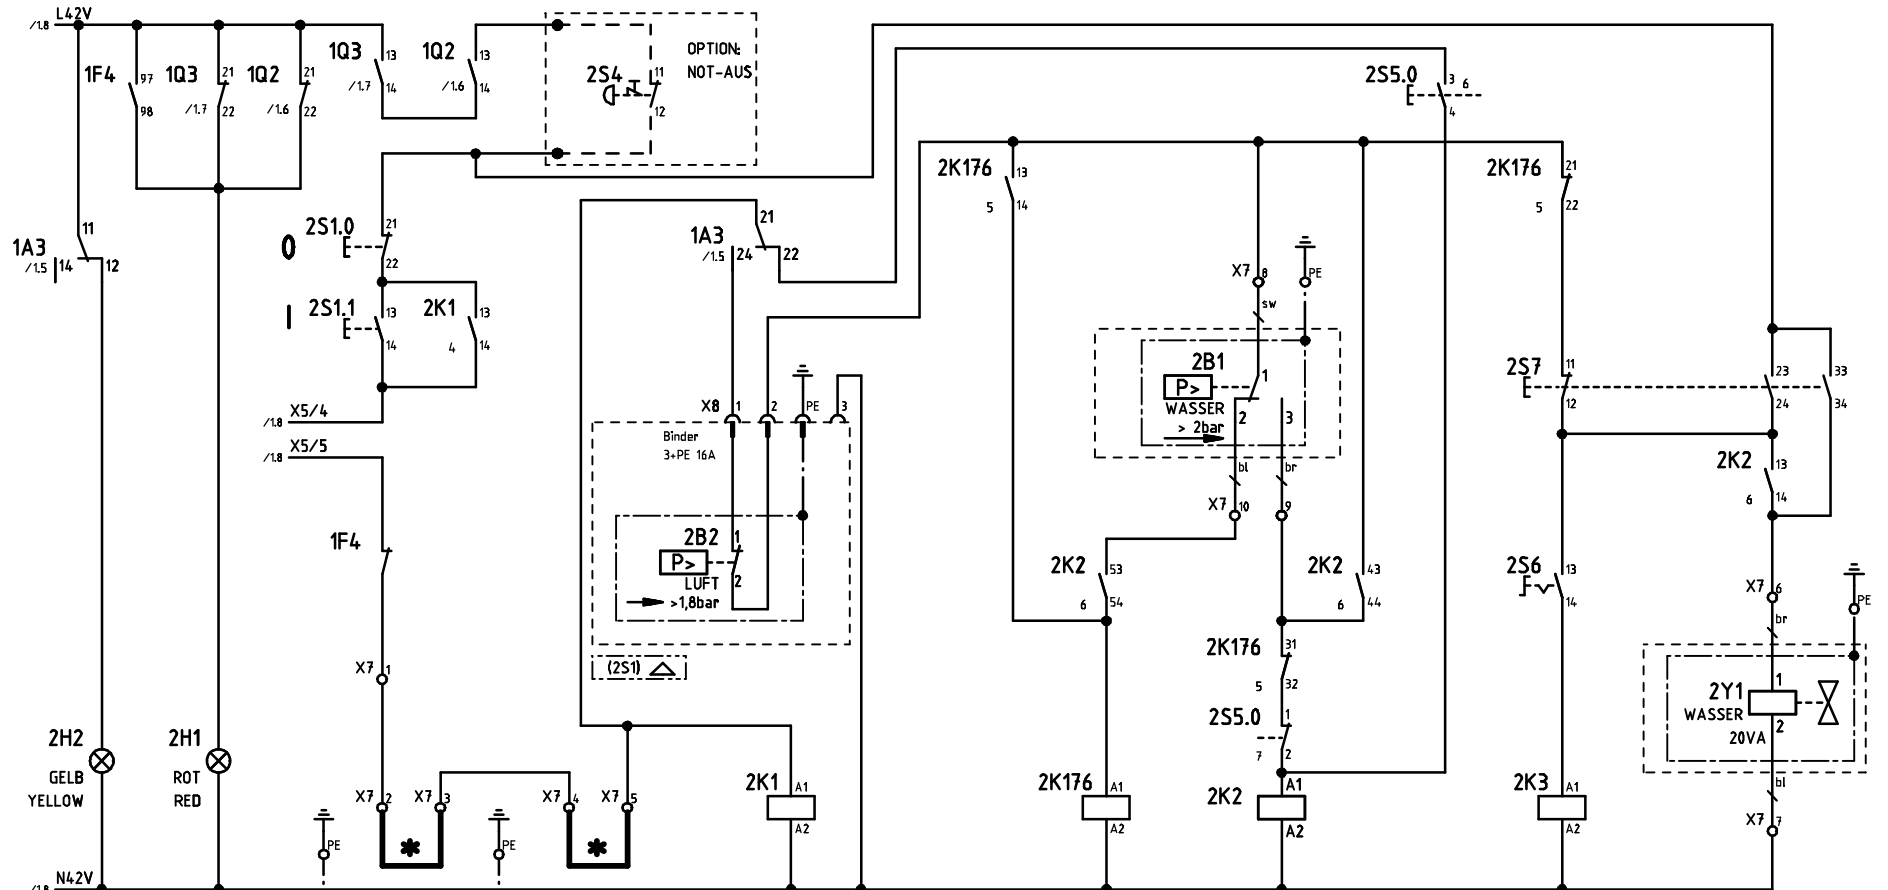 L42V
/1.8
1F4
97
98
1Q3
21
/1.7
22
1Q2
21
/1.6
22
1Q3
13
/1.7
14
1Q2
13
/1.6
14
OPTION:
NOT-AUS
2S4
11
12
2S5.0
3
6
4
2K176
13
5
14
2K176
21
5
22
11
1A3
/1.5
14
12
0
2S1.0
21
22
I
2S1.1
13
14
2K1
13
4
14
21
1A3
/1.5
24
22
X7
8
PE
sw
2B1
1
P>
WASSER
> 2bar
2
3
bl
br
X7
10
9
2S7
11
12
23
24
33
34
X5/4
/1.8
X5/5
/1.8
X8
1
2
PE
3
Binder
3+PE 16A
2B2
1
P>
2
LUFT
>1,8bar
(2S1)
1F4
2K2
13
6
14
2K2
53
6
54
2K2
43
6
44
2S6
13
14
X7
6
PE
br
2K176
31
5
32
2S5.0
1
7
2
X7
1
2Y1
WASSER
20VA
1
2
bl
X7
7
2H2
GELB
YELLOW
2H1
ROT
RED
X7
2
X7
3
X7
4
X7
5
*
*
PE
PE
2K1
A1
A2
2K176
A1
A2
2K2
A1
A2
2K3
A1
A2
N42V
/1.8